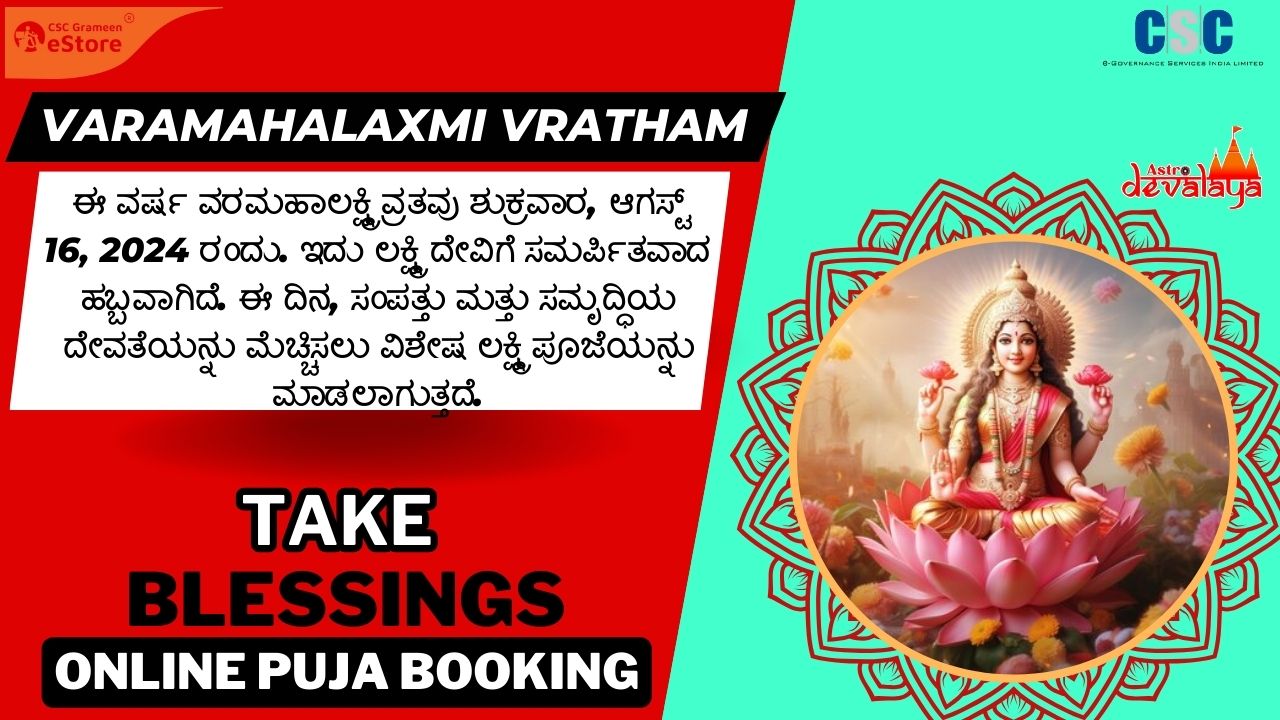 CSC Grameen
eStore®
CSC
e-Governance Services India Limited
VARAMAHALAXMI VRATHAM
Astro
devalaya
ಈ ವರ್ಷ ವರಮಹಾಲಕ್ಷ್ಮಿ ವ್ರತವು ಶುಕ್ರವಾರ, ಆಗಸ್ಟ್
16, 2024 ರಂದು. ಇದು ಲಕ್ಷ್ಮಿ ದೇವಿಗೆ ಸಮರ್ಪಿತವಾದ
ಹಬ್ಬವಾಗಿದೆ. ಈ ದಿನ, ಸಂಪತ್ತು ಮತ್ತು ಸಮೃದ್ಧಿಯ
ದೇವತೆಯನ್ನು ಮೆಚ್ಚಿಸಲು ವಿಶೇಷ ಲಕ್ಷ್ಮಿ ಪೂಜೆಯನ್ನು
ಮಾಡಲಾಗುತ್ತದೆ.
TAKE
BLESSINGS
ONLINE PUJA BOOKING